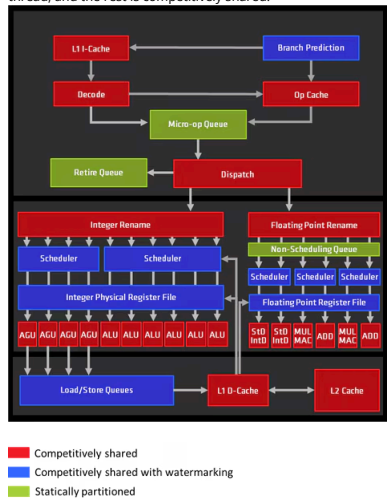 thread, and the rest is competitively shared.
L1 I-Cache
Branch Prediction
Decode
Op Cache
Micro-op Queue
Retire Queue
Dispatch
Integer Rename
Floating Point Rename
Non-Scheduling Queue
Scheduler
Scheduler
Scheduler
Scheduler
Scheduler
Integer Physical Register File
Floating Point Register File
AGU
AGU
AGU
AGU
ALU
ALU
ALU
ALU
ALU
ALU
StD
IntD
StD
IntD
MUL
MAC
ADD
MUL
MAC
ADD
Load/Store Queues
L1 D-Cache
L2 Cache
Competitively shared
Competitively shared with watermarking
Statically partitioned